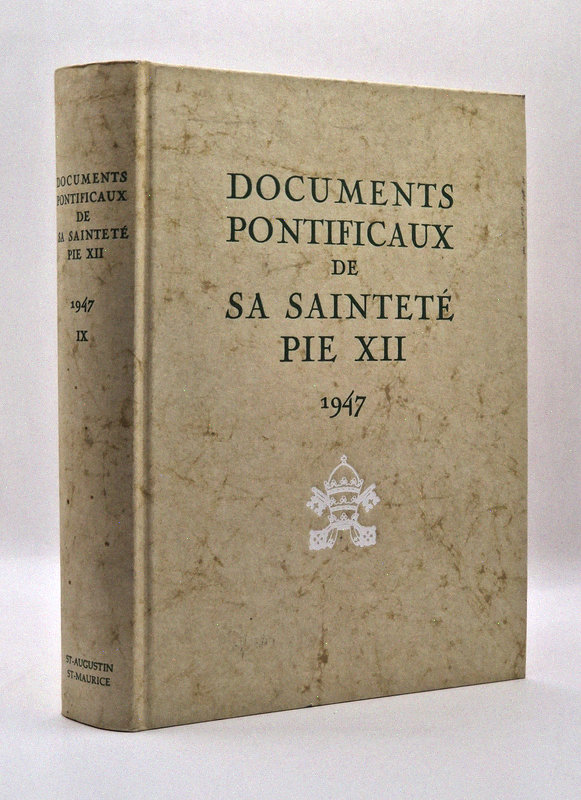 DOCUMENTS
PONTIFICAUX
DE
SA SAINTETÉ
PIE XII
1947
IX
ST-AUGUSTIN
ST-MAURICE
DOCUMENTS
PONTIFICAUX
DE
SA SAINTETÉ
PIE XII
1947